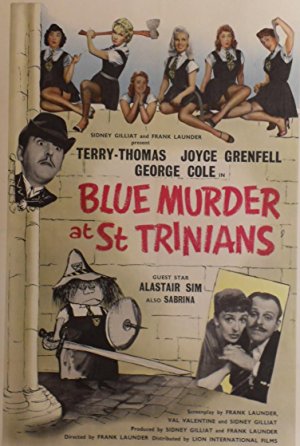 SIDNEY GILLIAT and FRANK LAUNDER
present
TERRY-THOMAS JOYCE GRENFELL
GEORGE COLE in
BLUE MURDER
at St TRINIANS
GUEST STAR
ALASTAIR SIM
ALSO SABRINA
Screenplay by FRANK LAUNDER,
VAL VALENTINE and SIDNEY GILLIAT
Produced by SIDNEY GILLIAT and FRANK LAUNDER
Directed by FRANK LAUNDER Distributed by LION INTERNATIONAL FILMS